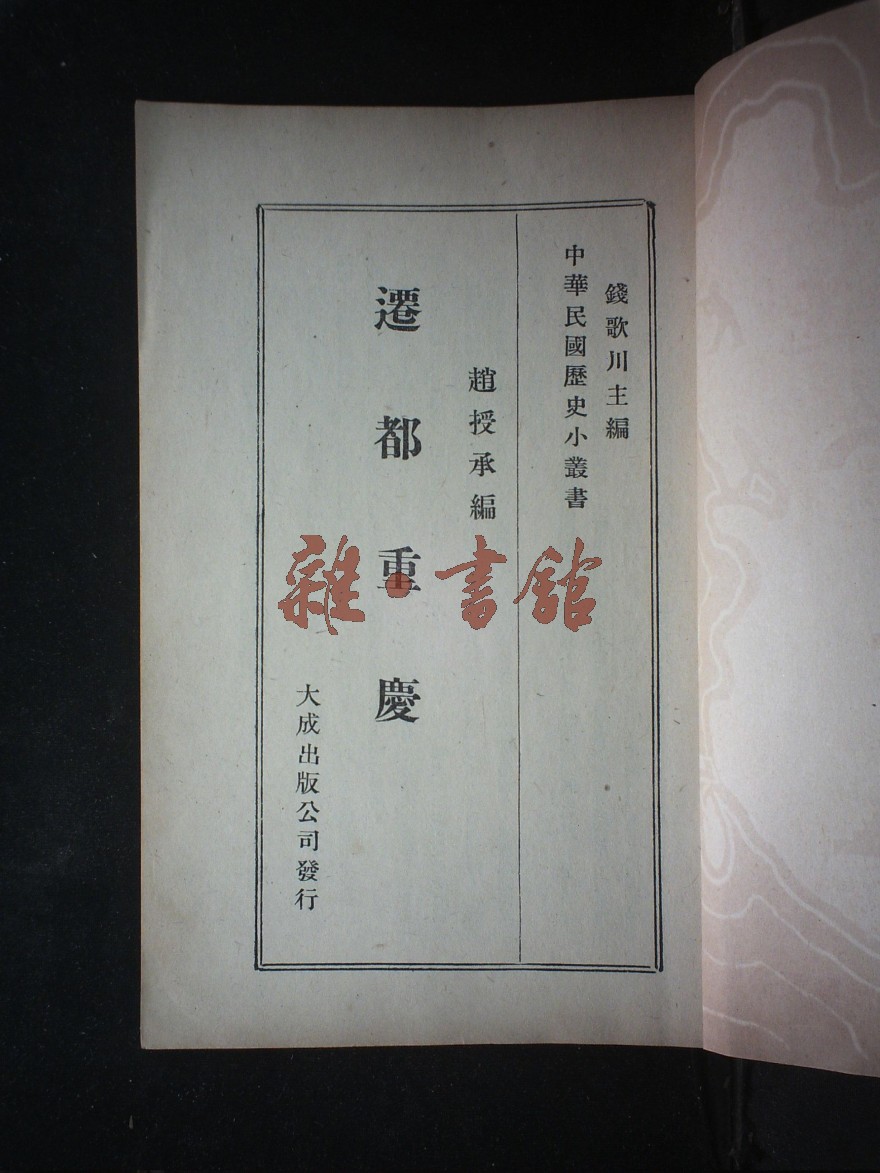 錢歌川主編
中華民國歷史小叢書
趙授承編
遷都重慶
大成出版公司發行
雜·書館